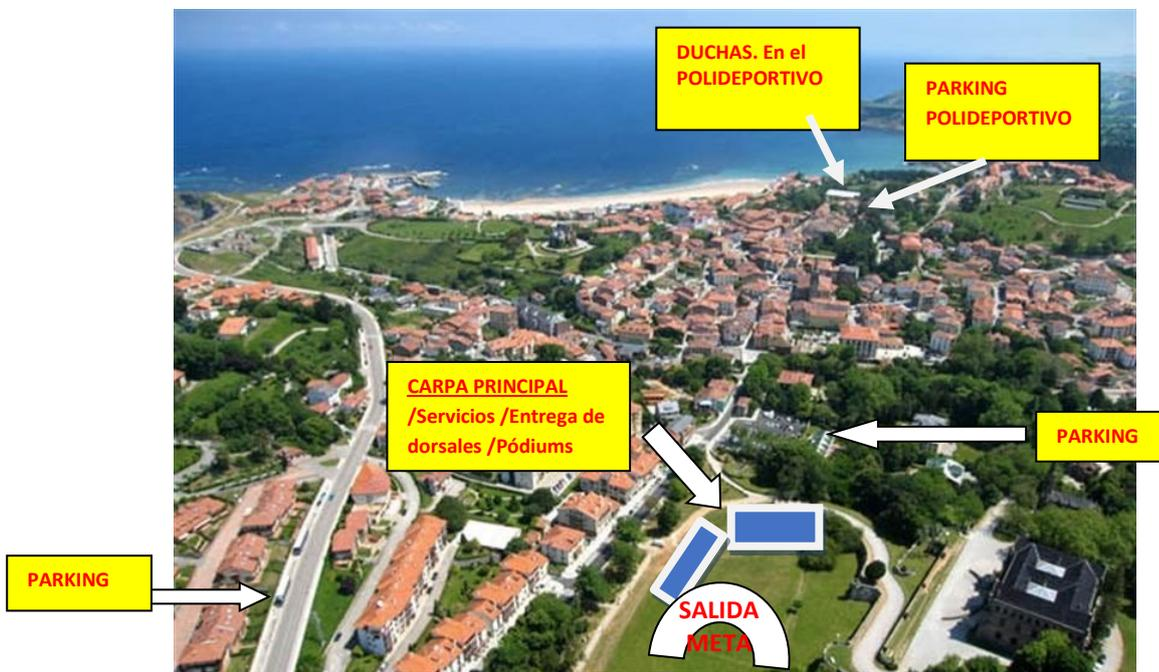 DUCHAS. En el
POLIDEPORTIVO
PARKING
POLIDEPORTIVO
CARPA PRINCIPAL
/Servicios /Entrega de
dorsales /Pódiums
PARKING
PARKING
SALIDA
META